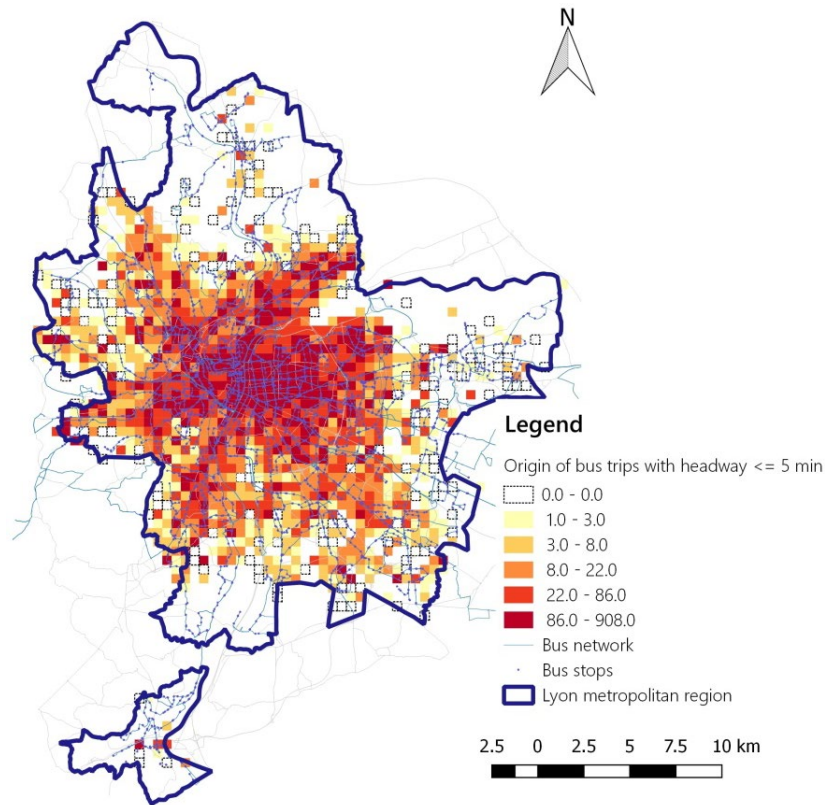 N
Legend
Origin of bus trips with headway <= 5 min
0.0 - 0.0
1.0 - 3.0
3.0 - 8.0
8.0 - 22.0
22.0 - 86.0
86.0 - 908.0
Bus network
Bus stops
Lyon metropolitan region
2.5 0 2.5 5 7.5 10 km